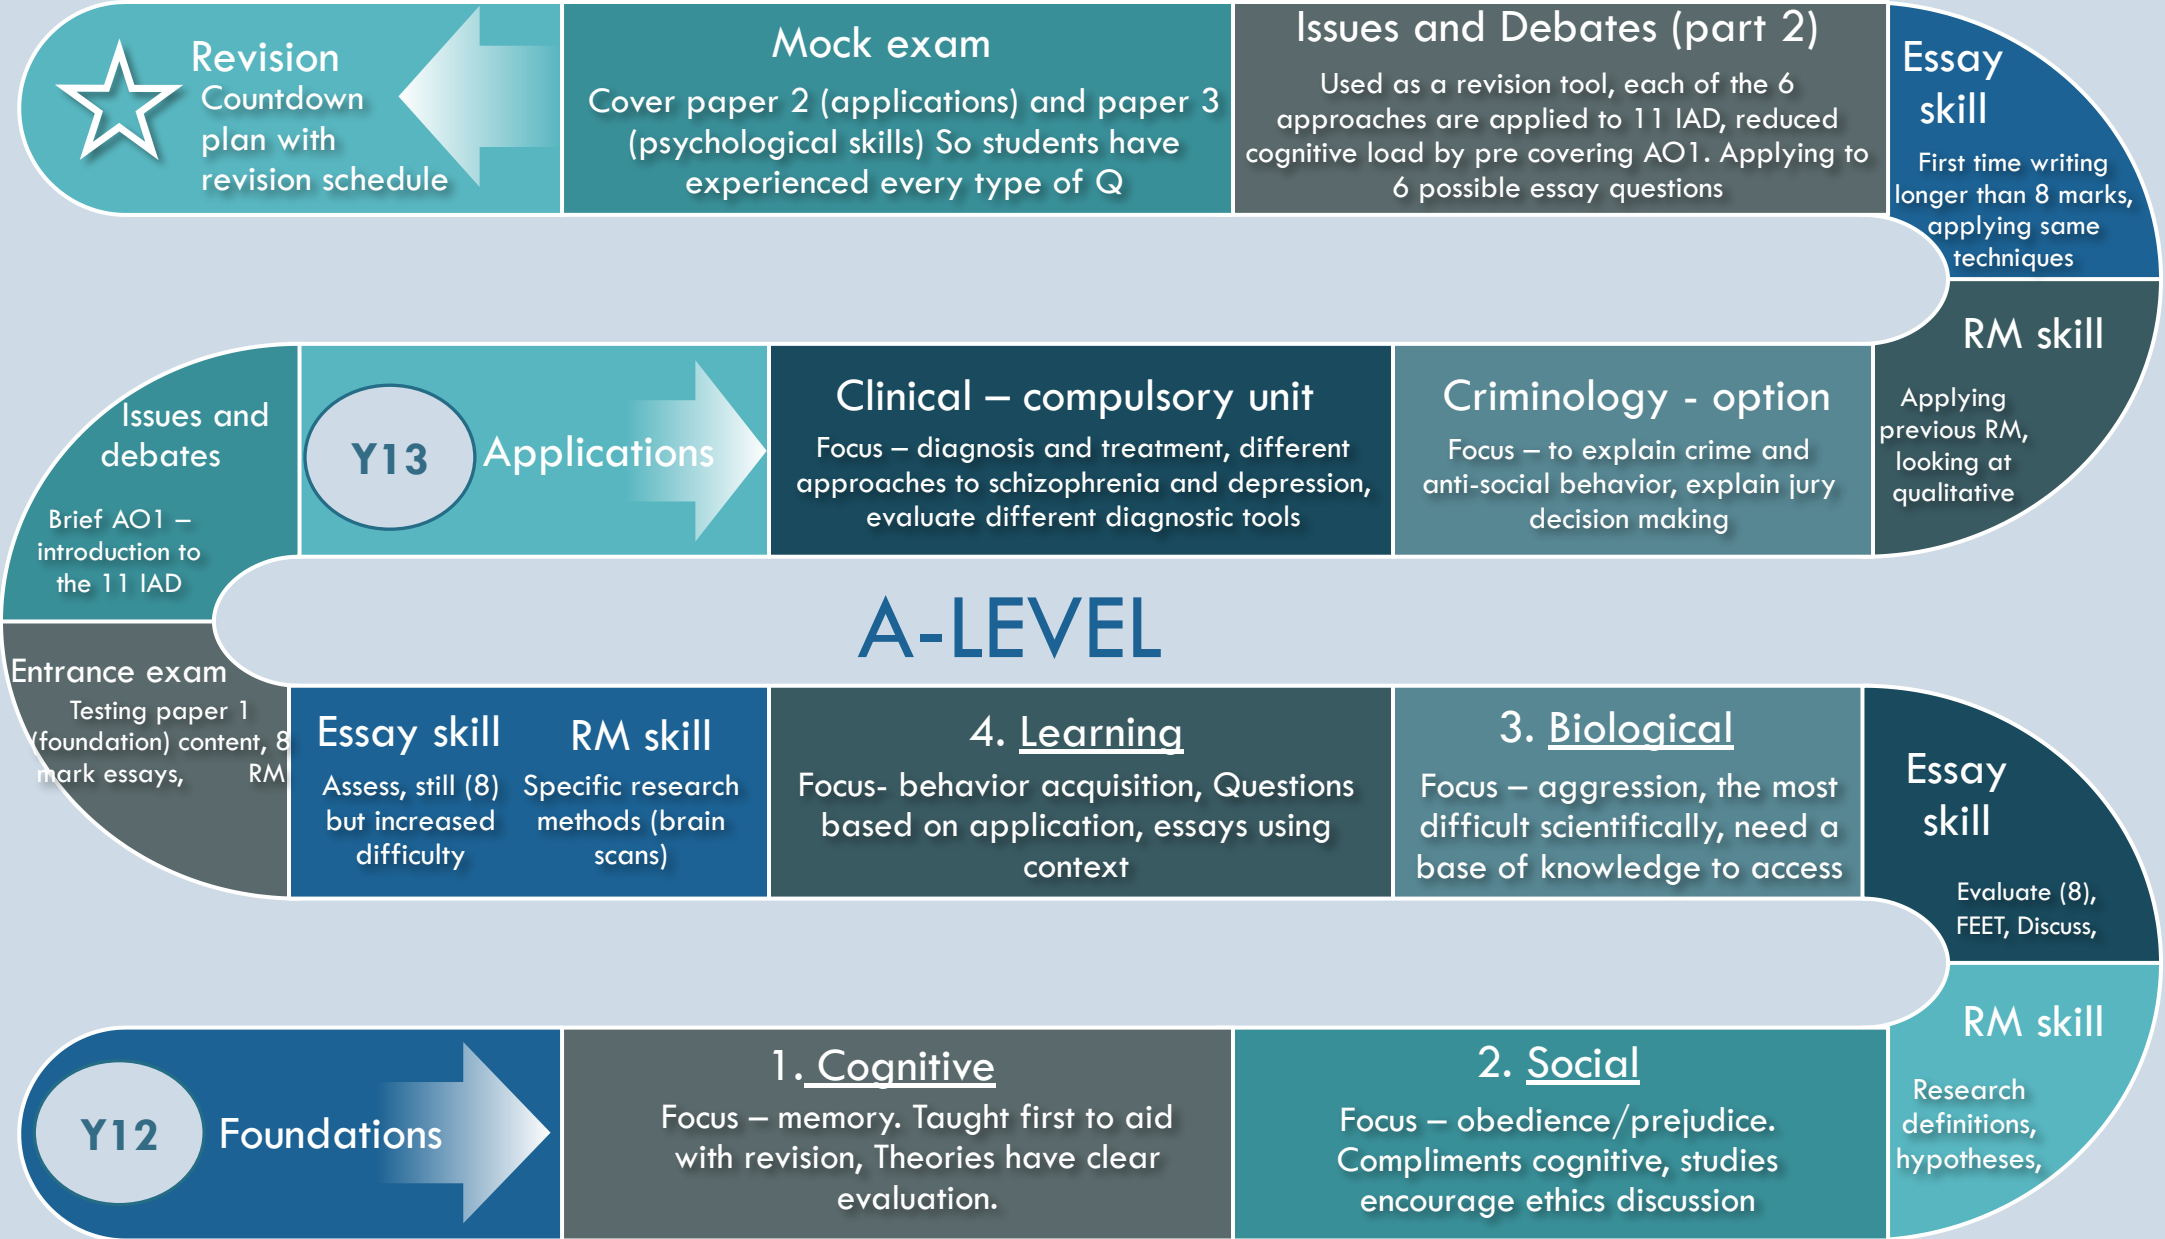 Revision
Countdown
plan with
revision schedule
Mock exam
Cover paper 2 (applications) and paper 3
(psychological skills) So students have
experienced every type of Q
Issues and Debates (part 2)
Used as a revision tool, each of the 6
approaches are applied to 11 IAD, reduced
cognitive load by pre covering AO1. Applying to
6 possible essay questions
Essay
skill
First time writing
longer than 8 marks,
applying same
techniques
Issues and
debates
Brief AO1 –
introduction to
the 11 IAD
Y13
Applications
Clinical – compulsory unit
Focus – diagnosis and treatment, different
approaches to schizophrenia and depression,
evaluate different diagnostic tools
Criminology - option
Focus – to explain crime and
anti-social behavior, explain jury
decision making
RM skill
Applying
previous RM,
looking at
qualitative
A-LEVEL
Entrance exam
Testing paper 1
(foundation) content, 8
mark essays, RM
Essay skill
Assess, still (8)
but increased
difficulty
RM skill
Specific research
methods (brain
scans)
4. Learning
Focus- behavior acquisition, Questions
based on application, essays using
context
3. Biological
Focus – aggression, the most
difficult scientifically, need a
base of knowledge to access
Essay
skill
Evaluate (8),
FEET, Discuss,
Y12
Foundations
1. Cognitive
Focus – memory. Taught first to aid
with revision, Theories have clear
evaluation.
2. Social
Focus – obedience/prejudice.
Compliments cognitive, studies
encourage ethics discussion
RM skill
Research
definitions,
hypotheses,